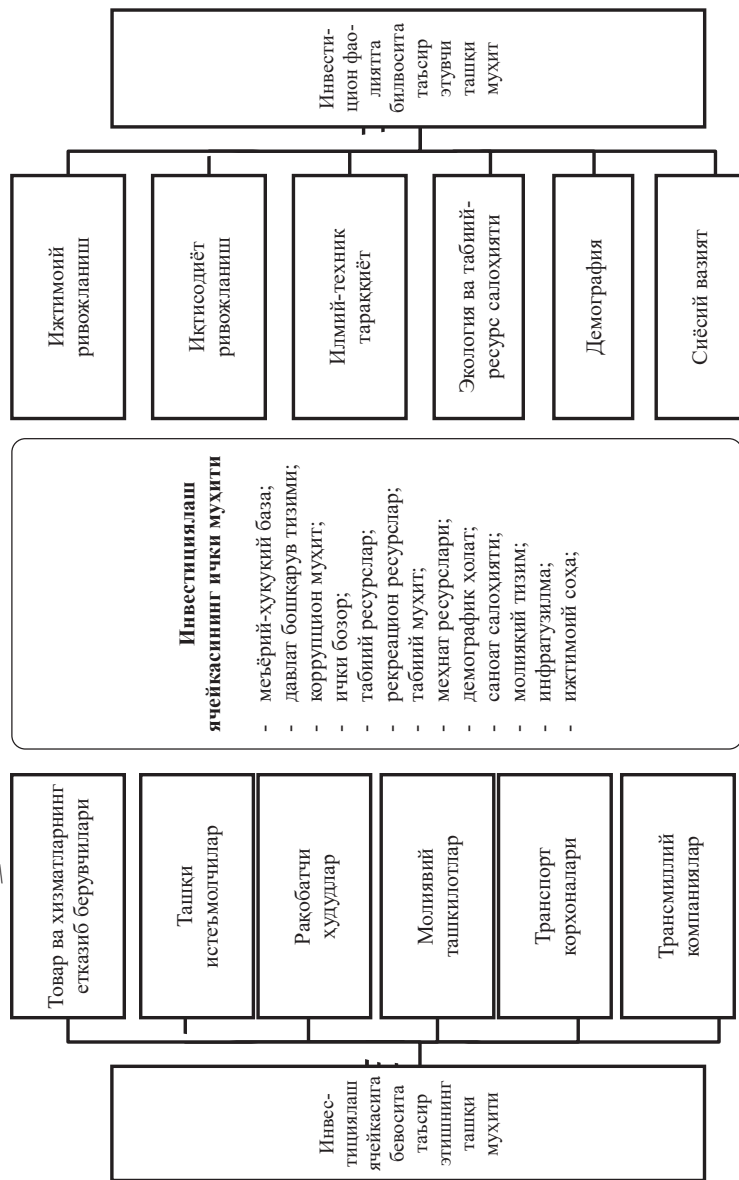 Инвес-
тициялаш
ячейкасига
бевосита
таъсир
этишнинг
ташқи
муҳити
Товар ва хизматларнинг
етказиб берувчилари
Ташқи
истеъмолчилар
Рақобатчи
ҳудудлар
Молиявий
ташкилотлар
Транспорт
корхоналари
Трансмиллий
компаниялар
Инвестициялаш
ячейкасининг ички муҳити
- меъёрий-ҳуқуқий база;
- давлат бошқарув тизими;
- коррупцион муҳит;
- ички бозор;
- табиий ресурслар;
- рекреацион ресурслар;
табиий муҳит;
- меҳнат ресурслари;
- демографик ҳолат;
- саноат салоҳияти;
- молияқий тизим;
- инфратузилма;
- ижтимоий соҳа;
Ижтимоий
ривожланиш
Иқтисодиёт
ривожланиш
Илмий-техник
тараққиёт
Экология ва табиий-
ресурс салоҳияти
Демография
Сиёсий вазият
Инвести-
цион фао-
лиятга
билвосита
таъсир
этувчи
ташқи
муҳит